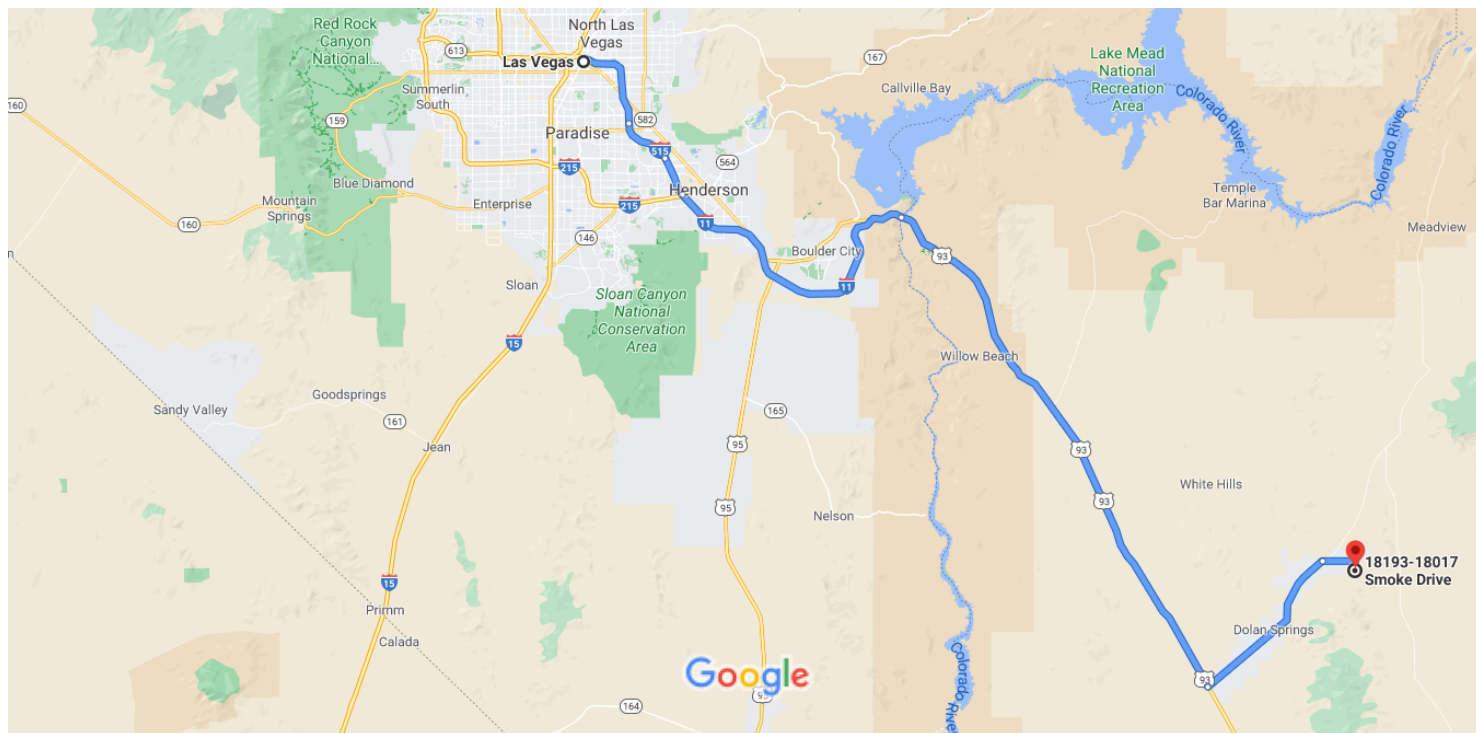 Red Rock
Canyon
National...
North Las
Vegas
613
Las Vegas
167
Lake Mead
National
Recreation
Area
Callville Bay
Colorado River
Colorado River
160
Summerlin
South
159
582
Paradise
515
564
215
Blue Diamond
Henderson
Temple
Bar Marina
Mountain
Springs
Enterprise
215
160
11
Meadview
146
Boulder City
93
n
Sloan
11
Sloan Canyon
National
Conservation
Area
15
Willow Beach
Goodsprings
Sandy Valley
161
165
Jean
95
93
White Hills
93
95
Nelson
18193-18017
Smoke Drive
15
Primm
Calada
Dolan Springs
Google
Colorado River
93
95
164